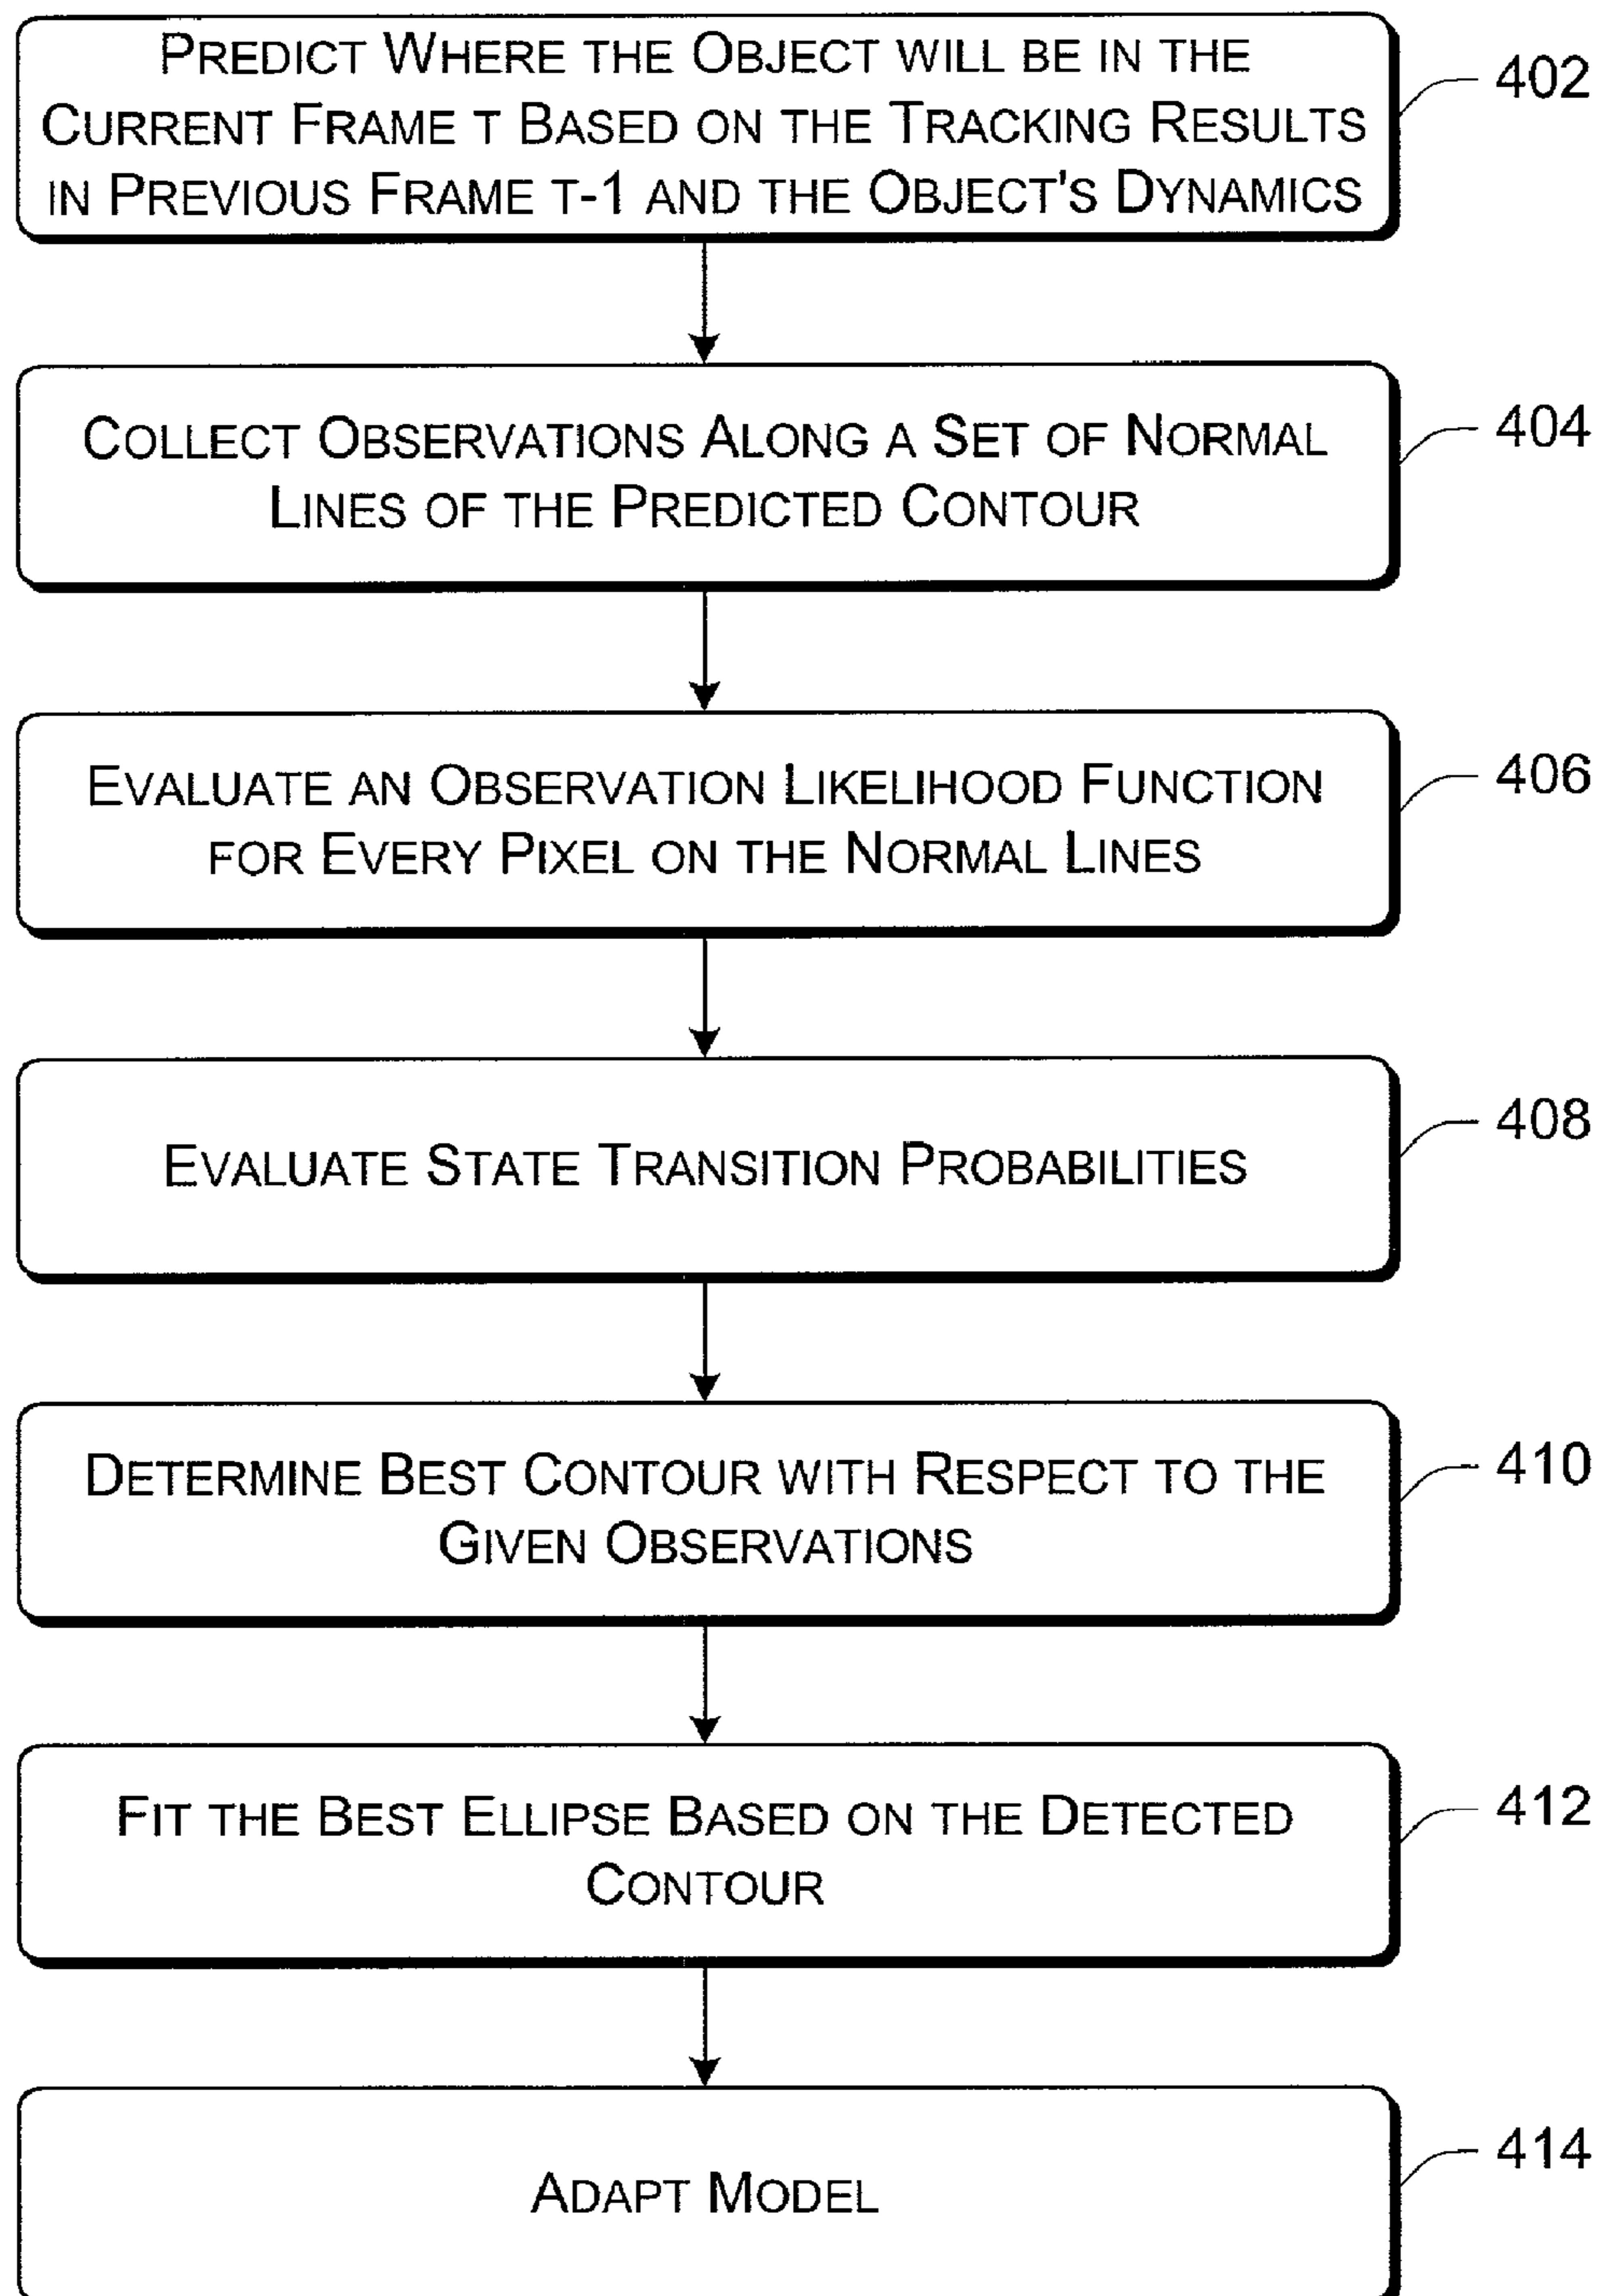 PREDICT WHERE THE OBJECT WILL BE IN THE
CURRENT FRAME T BASED ON THE TRACKING RESULTS
IN PREVIOUS FRAME T-1 AND THE OBJECT'S DYNAMICS
402
COLLECT OBSERVATIONS ALONG A SET OF NORMAL
LINES OF THE PREDICTED CONTOUR
404
EVALUATE AN OBSERVATION LIKELIHOOD FUNCTION
FOR EVERY PIXEL ON THE NORMAL LINES
406
EVALUATE STATE TRANSITION PROBABILITIES
408
DETERMINE BEST CONTOUR WITH RESPECT TO THE
GIVEN OBSERVATIONS
410
FIT THE BEST ELLIPSE BASED ON THE DETECTED
CONTOUR
412
ADAPT MODEL
414